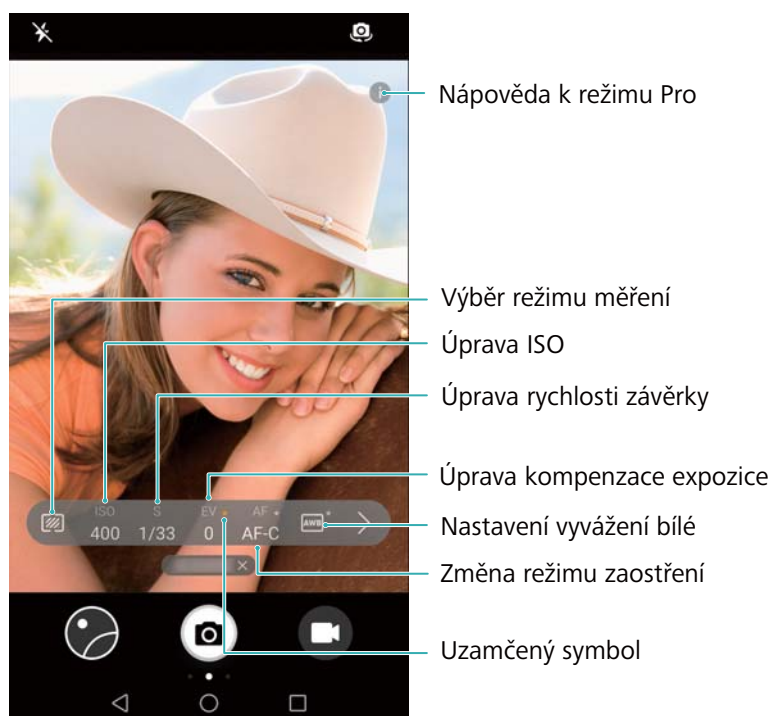 Nápověda k režimu Pro
Výběr režimu měření
Úprava ISO
Úprava rychlosti závěrky
Úprava kompenzace expozice
ISO S EV AF
400 1/33 0 AF-C AWB
Nastavení vyvážení bílé
Změna režimu zaostření
Uzamčený symbol